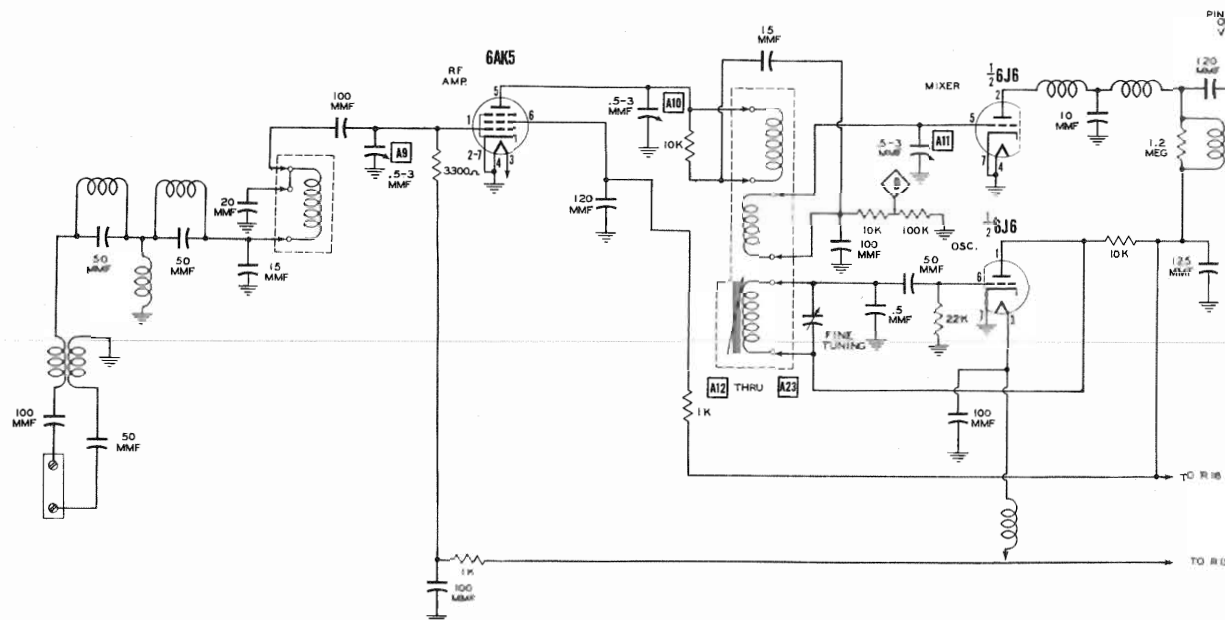 PIN
15
MMF
6AK5
RF
AMP.
5
6
1
2-7
4
3
100
MMF
A9
.5-3
MMF
3300Ω
.5-3
MMF
A10
10K
120
MMF
½6J6
MIXER
2
5
7
4
.5-3
MMF
A11
10
MMF
120
MMF
1.2
MEG
20
MMF
50
MMF
50
MMF
15
MMF
10K
100K
100
MMF
½6J6
OSC.
1
6
3
50
MMF
.5
MMF
22K
FINE
TUNING
10K
125
MMF
A12 THRU A23
1K
100
MMF
100
MMF
50
MMF
TO R18
1K
100
MMF
TO R